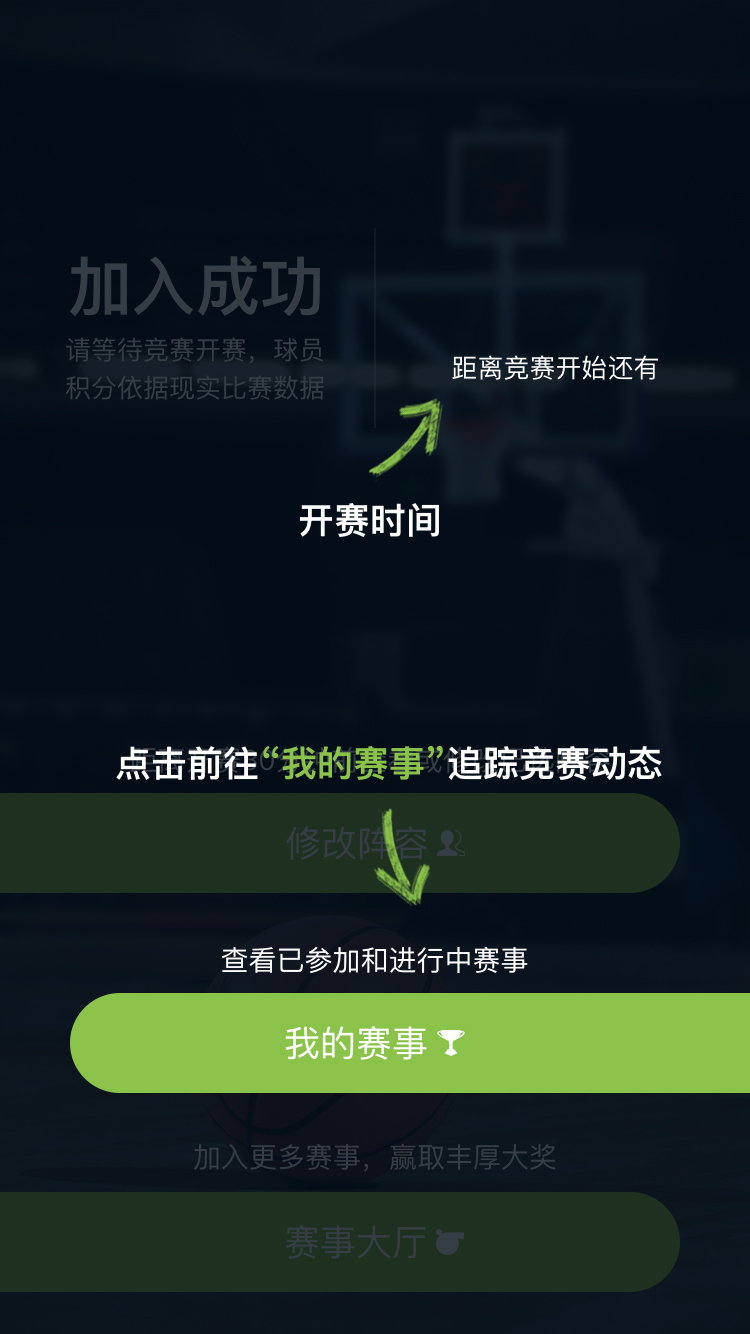 加入成功
请等待竞赛开赛，球员
积分依据现实比赛数据
距离竞赛开始还有
开赛时间
点击前往“我的赛事”追踪竞赛动态
修改阵容
查看已参加和进行中赛事
我的赛事
加入更多赛事，赢取丰厚大奖
赛事大厅